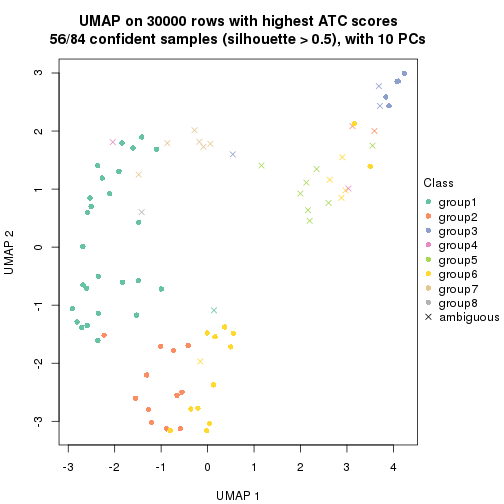 UMAP on 30000 rows with highest ATC scores
56/84 confident samples (silhouette > 0.5), with 10 PCs
3
2
1
0
-1
-2
-3
UMAP 2
-3 -2 -1 0 1 2 3 4
UMAP 1
Class
group1
group2
group3
group4
group5
group6
group7
group8
ambiguous